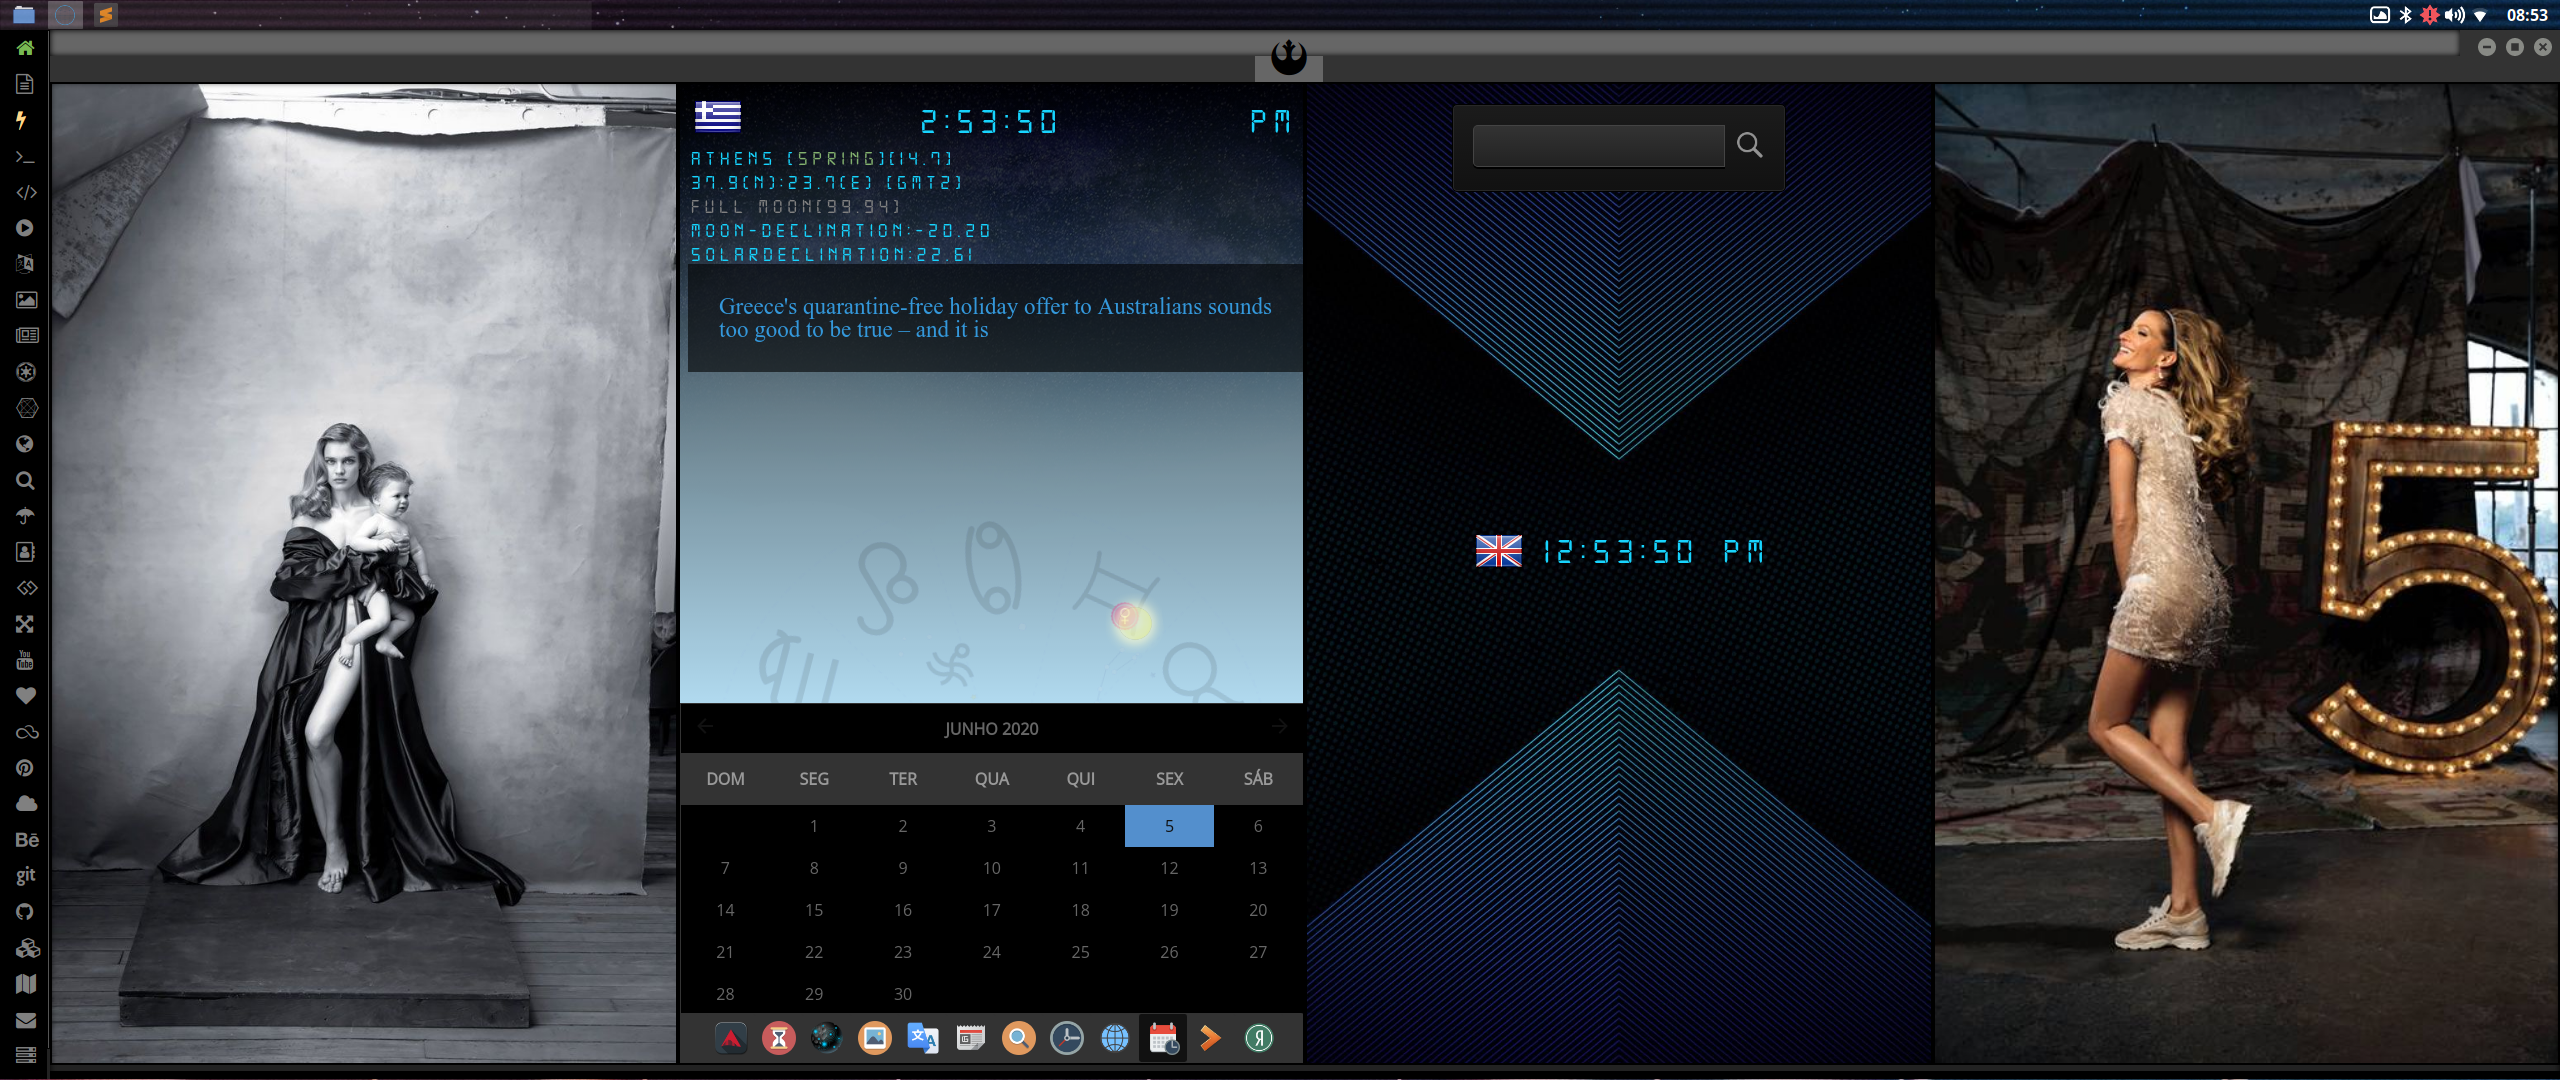 08:53
2:53:50 PM
ATHENS [SPRING][14.7]
37.9(N):23.7(E) [GMT2]
FULL MOON[99.94]
MOON-DECLINATION:-20.20
SOLARDECLINATION:22.61
Greece's quarantine-free holiday offer to Australians sounds
too good to be true – and it is
JUNHO 2020
DOM SEG TER QUA QUI SEX SÁB
1 2 3 4 5 6
7 8 9 10 11 12 13
14 15 16 17 18 19 20
21 22 23 24 25 26 27
28 29 30
12:53:50 PM
5
You
Tube
Bē
git